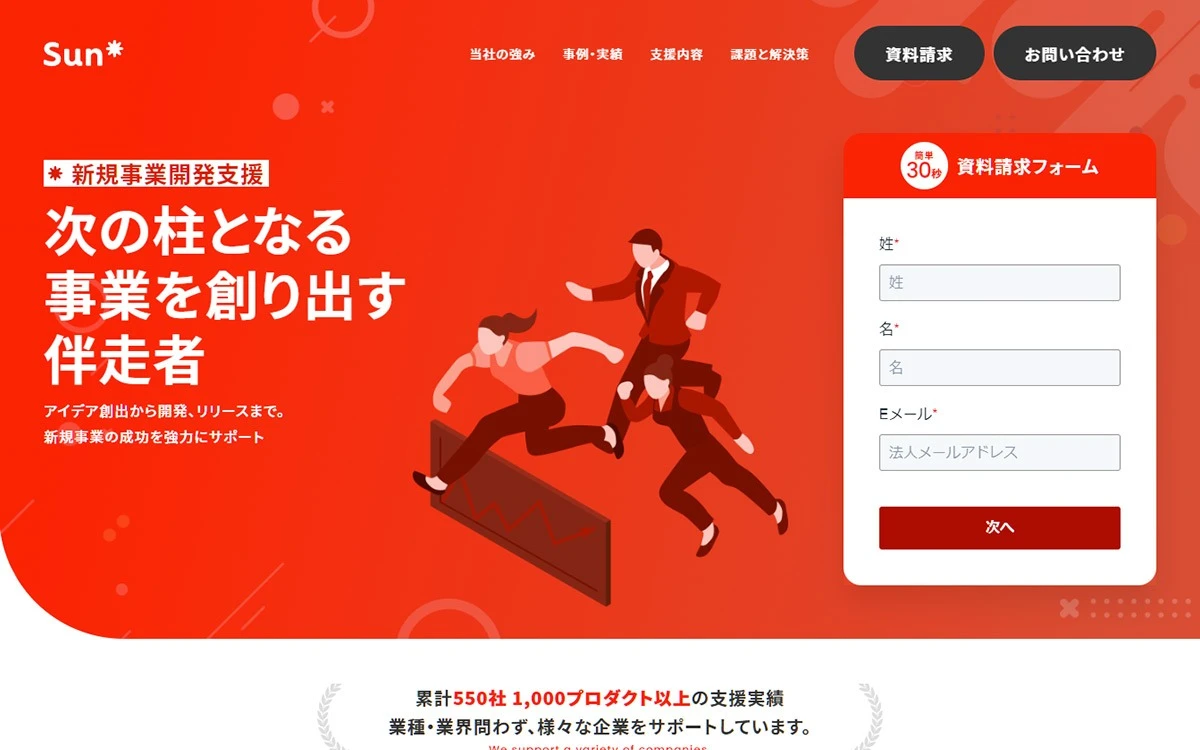 Sun*
当社の強み
事例・実績
支援内容
課題と解決策
資料請求
お問い合わせ
新規事業開発支援
次の柱となる
事業を創り出す
伴走者
アイデア創出から開発、リリースまで。
新規事業の成功を強力にサポート
簡単
30秒
資料請求フォーム
姓*
姓
名*
名
Eメール*
法人メールアドレス
次へ
累計550社 1,000プロダクト以上の支援実績
業種・業界問わず、様々な企業をサポートしています。
We support a variety of companies